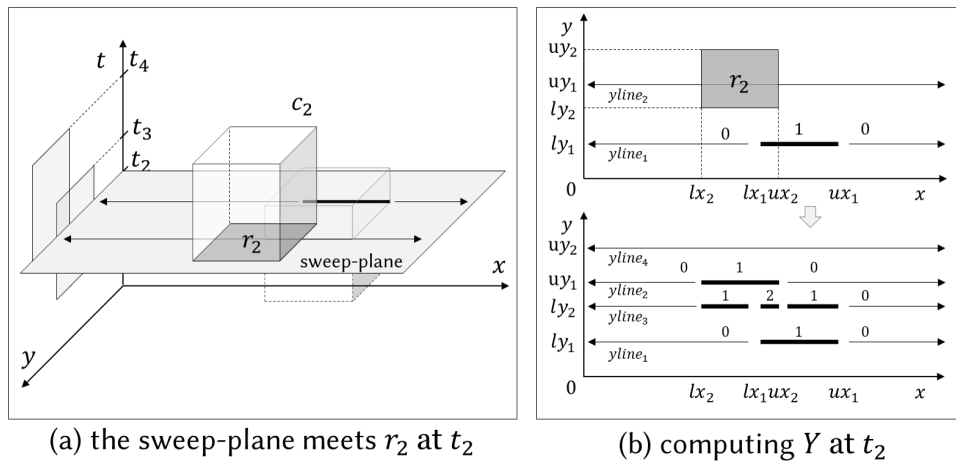 t
t₄
t₃
t₂
c₂
r₂
sweep-plane
x
y
(a) the sweep-plane meets r₂ at t₂
y
uy₂
uy₁
yline₂
r₂
ly₂
0 1 0
ly₁
yline₁
0 lx₂ lx₁ux₂ ux₁ x
y
uy₂
yline₄
0 1 0
uy₁
yline₂
1 2 1 0
ly₂
yline₃
0 1 0
ly₁
yline₁
0 lx₂ lx₁ux₂ ux₁ x
(b) computing Y at t₂